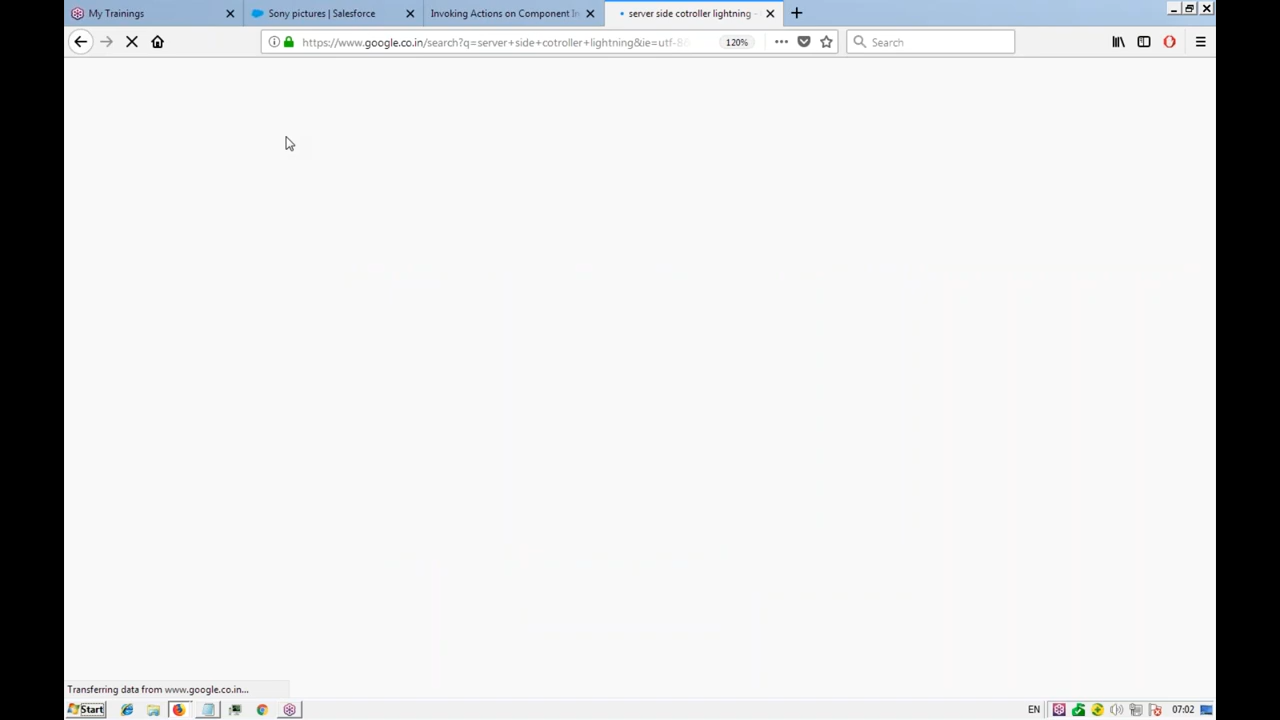 My Trainings
Sony pictures | Salesforce
Invoking Actions on Component In
server side cotroller lightning -
https://www.google.co.in/search?q=server+side+cotroller+lightning&ie=utf-8
120%
Search
Transferring data from www.google.co.in...
Start
EN
07:02